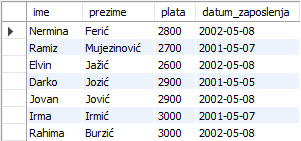 ime prezime plata datum_zaposlenja
Nermina Ferić 2800 2002-05-08
Ramiz Mujezinović 2700 2001-05-07
Elvin Jažić 2600 2002-05-08
Darko Jozić 2900 2001-05-05
Jovan Jović 2900 2002-05-08
Irma Irmić 3000 2001-05-07
Rahima Burzić 3000 2002-05-08